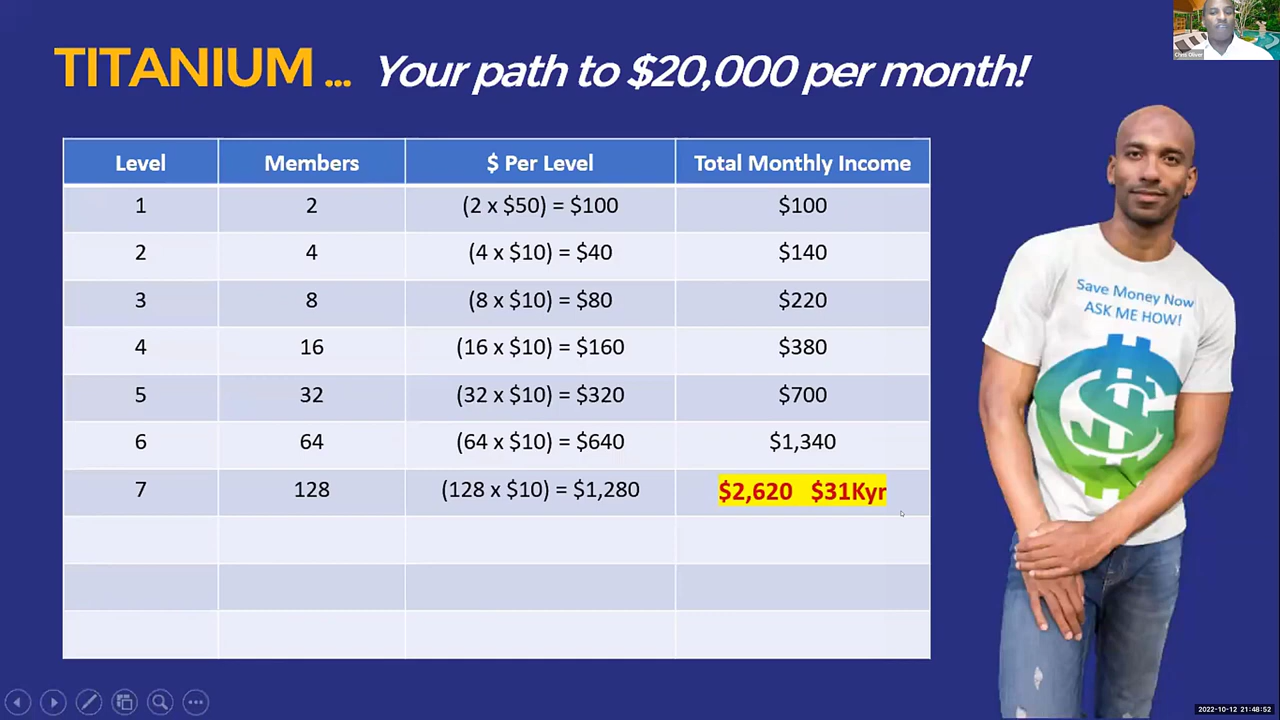 TITANIUM ... Your path to $20,000 per month!
Chris Oliver
Level Members $ Per Level Total Monthly Income
1 2 (2 x $50) = $100 $100
2 4 (4 x $10) = $40 $140
3 8 (8 x $10) = $80 $220
4 16 (16 x $10) = $160 $380
5 32 (32 x $10) = $320 $700
6 64 (64 x $10) = $640 $1,340
7 128 (128 x $10) = $1,280 $2,620 $31Kyr
Save Money Now
ASK ME HOW!
2022-10-12 21:48:52